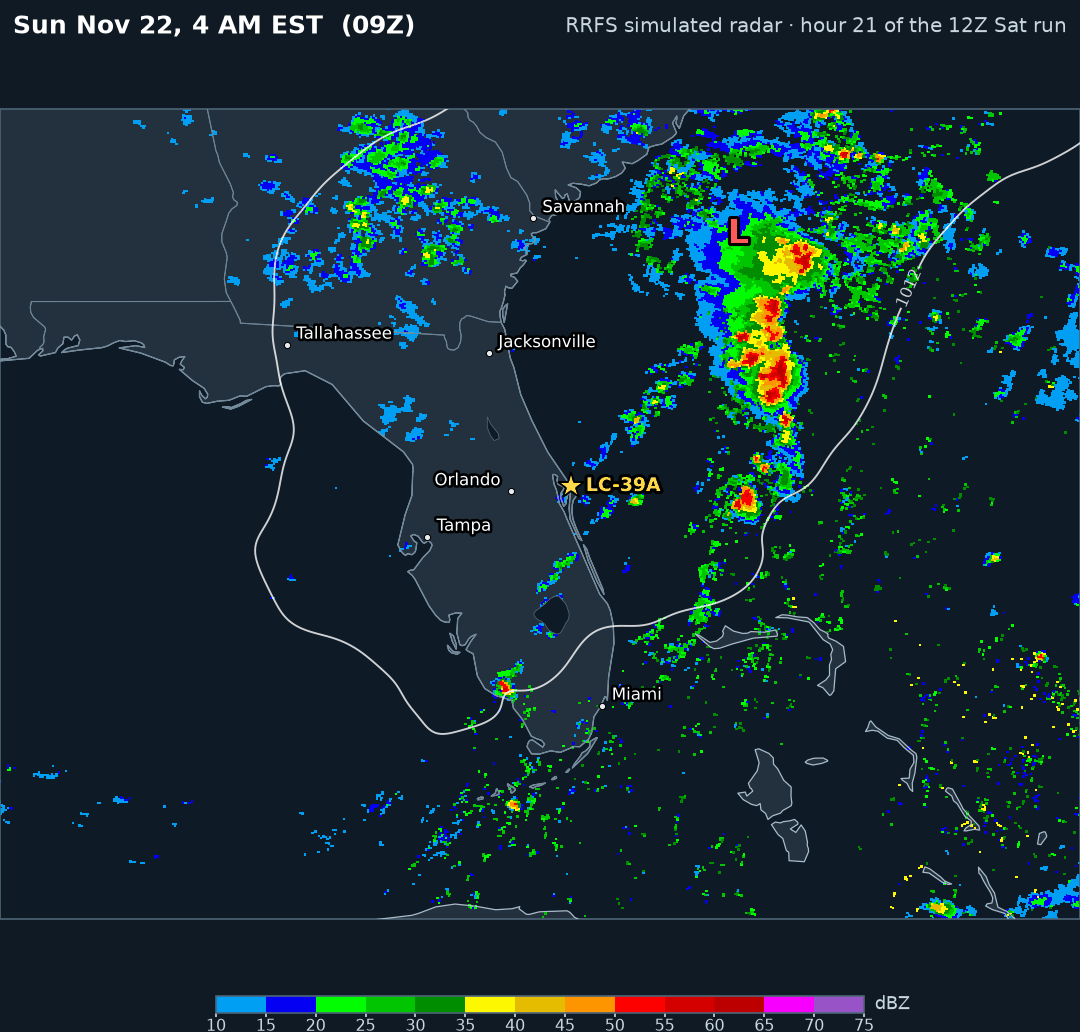 Sun Nov 22, 4 AM EST (09Z)
RRFS simulated radar · hour 21 of the 12Z Sat run
Savannah
L
1012
Tallahassee
Jacksonville
Orlando
LC-39A
Tampa
Miami
dBZ
10 15 20 25 30 35 40 45 50 55 60 65 70 75